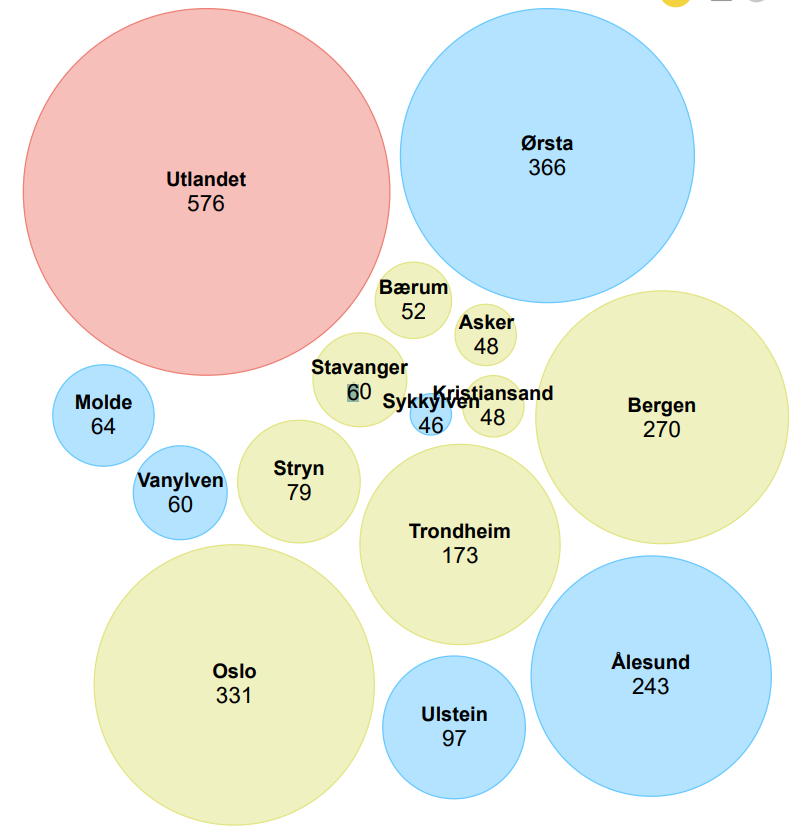 Utlandet
576
Ørsta
366
Bærum
52
Asker
48
Stavanger
60
Sykkylven
46
Kristiansand
48
Bergen
270
Molde
64
Vanylven
60
Stryn
79
Trondheim
173
Oslo
331
Ulstein
97
Ålesund
243